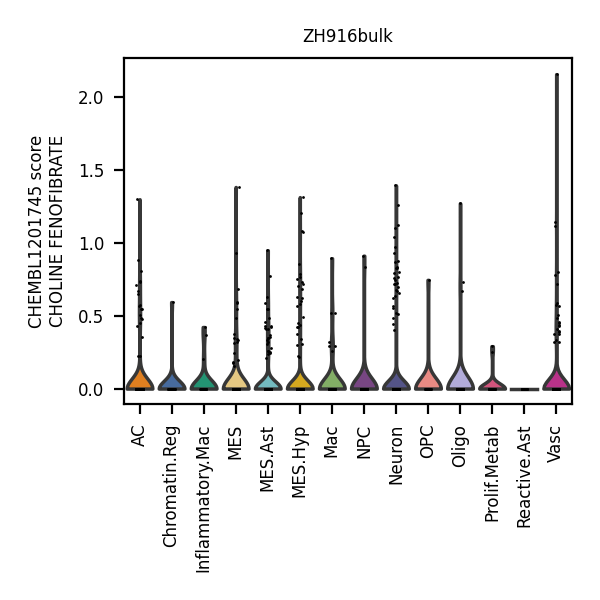 ZH916bulk
CHEMBL1201745 score
CHOLINE FENOFIBRATE
2.0
1.5
1.0
0.5
0.0
AC
Chromatin.Reg
Inflammatory.Mac
MES
MES.Ast
MES.Hyp
Mac
NPC
Neuron
OPC
Oligo
Prolif.Metab
Reactive.Ast
Vasc